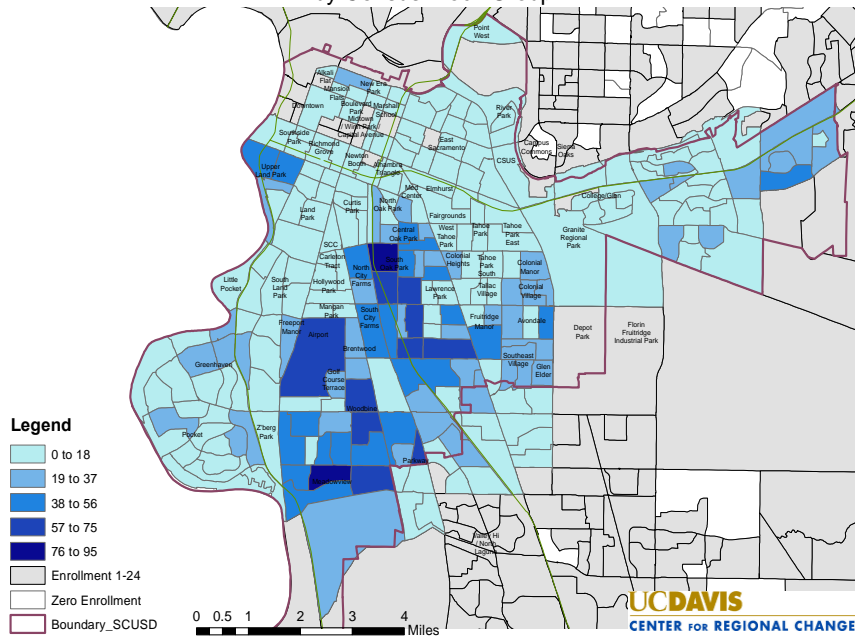 Point
West
Alkali
Flat
Mansion
Flats
New Era
Park
Downtown
Boulevard
Park
Marshall
School
Midtown
/ Winn Park
Capital Avenue
River
Park
Southside
Park
Richmond
Grove
East
Sacramento
Campus
Commons
Sierra
Oaks
Newton
Booth
Alhambra
Triangle
CSUS
Upper
Land Park
Med
Center
Elmhurst
College/Glen
Land
Park
Curtis
Park
North
Oak Park
Fairgrounds
Central
Oak Park
West
Tahoe
Park
Tahoe
Park
Tahoe
Park
East
Granite
Regional
Park
SCC
Carleton
Tract
South
Oak Park
Colonial
Heights
Tahoe
Park
South
Colonial
Manor
North
City
Farms
Little
Pocket
South
Land
Park
Hollywood
Park
Lawrence
Park
Tallac
Village
Colonial
Village
Mangan
Park
South
City
Farms
Fruitridge
Manor
Avondale
Freeport
Manor
Airport
Depot
Park
Florin
Fruitridge
Industrial Park
Brentwood
Southeast
Village
Glen
Elder
Greenhaven
Golf
Course
Terrace
Woodbine
Z'berg
Park
Pocket
Parkway
Meadowview
Valley Hi
/ North
Laguna
Legend
0 to 18
19 to 37
38 to 56
57 to 75
76 to 95
Enrollment 1-24
Zero Enrollment
Boundary_SCUSD
0 0.5 1 2 3 4
Miles
UCDAVIS
CENTER FOR REGIONAL CHANGE